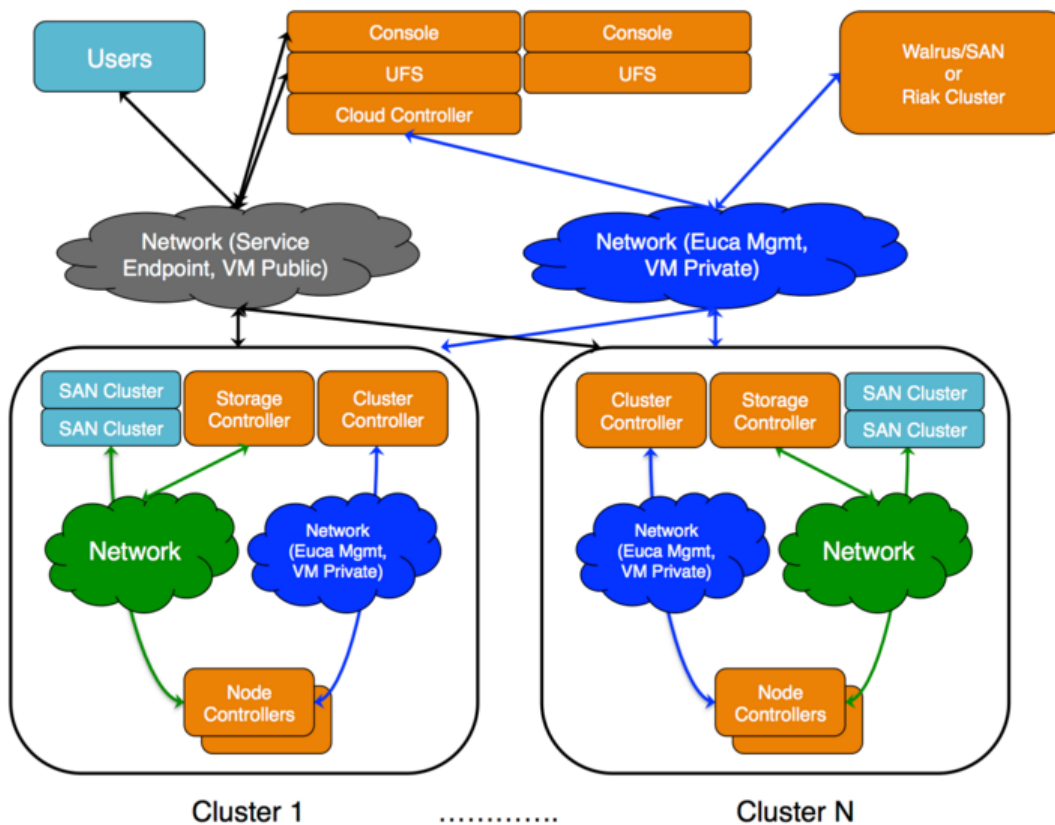 Users
Console
Console
UFS
UFS
Cloud Controller
Walrus/SAN
or
Riak Cluster
Network (Service
Endpoint, VM Public)
Network (Euca Mgmt,
VM Private)
SAN Cluster
SAN Cluster
Storage
Controller
Cluster
Controller
Network
Network
(Euca Mgmt,
VM Private)
Node
Controllers
Cluster
Controller
Storage
Controller
SAN Cluster
SAN Cluster
Network
(Euca Mgmt,
VM Private)
Network
Node
Controllers
Cluster 1
.............
Cluster N